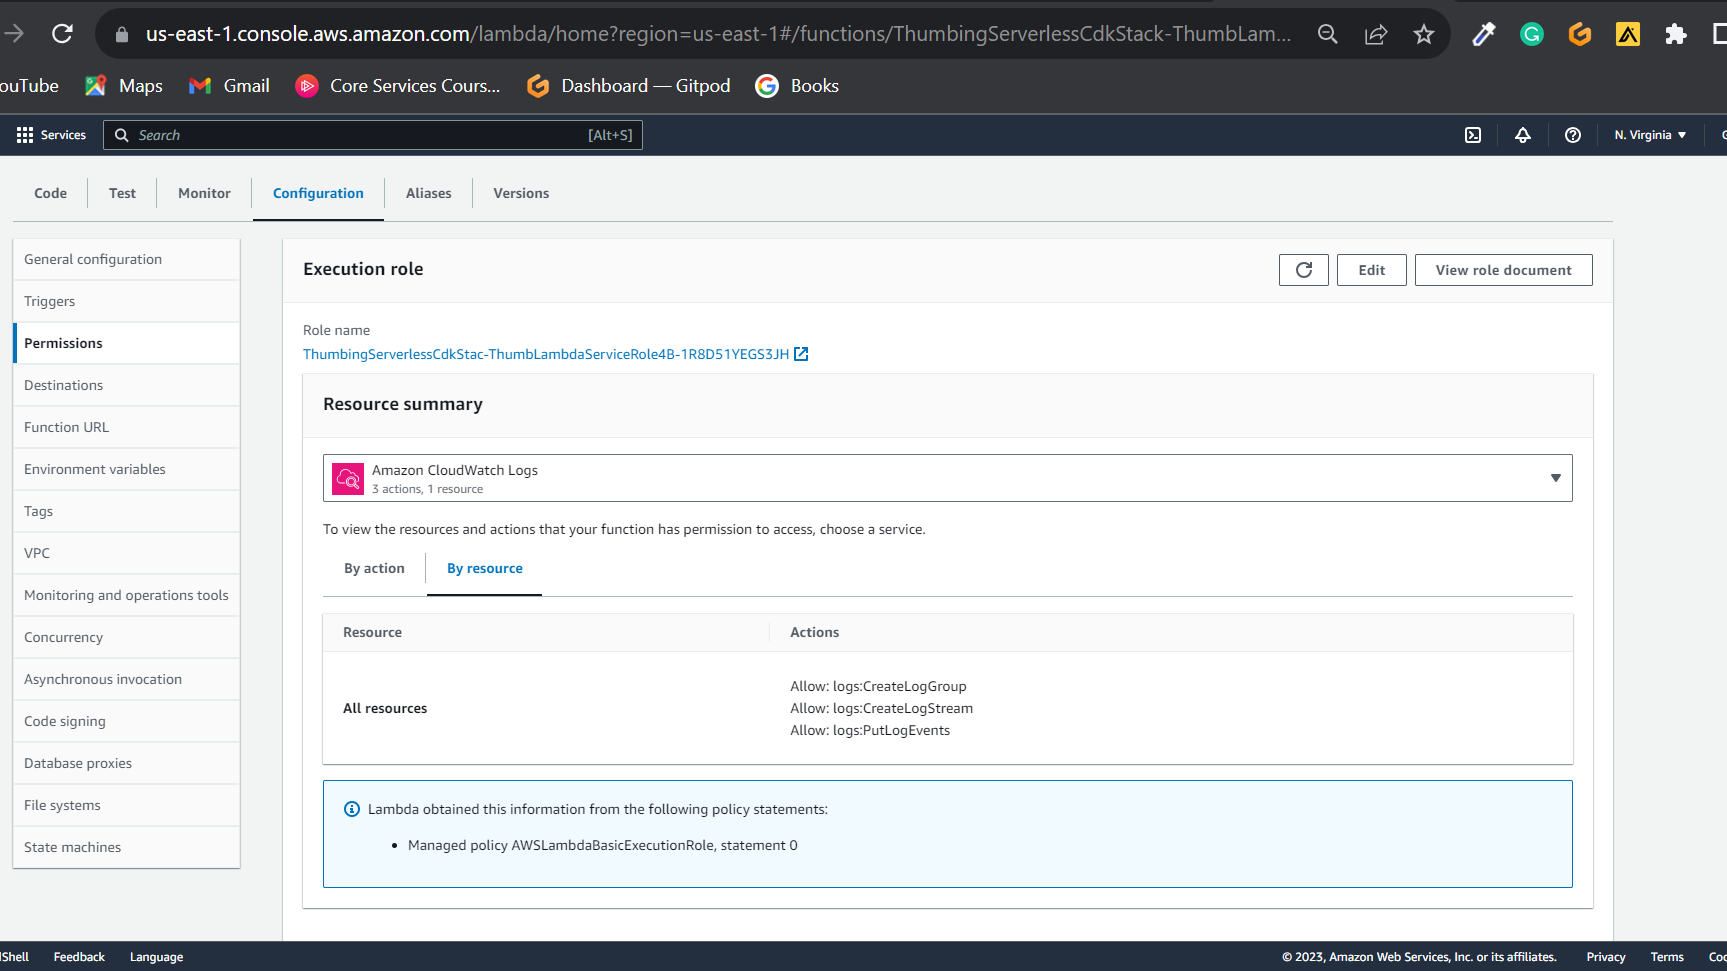 us-east-1.console.aws.amazon.com/lambda/home?region=us-east-1#/functions/ThumbingServerlessCdkStack-ThumbLam...
ouTube Maps Gmail Core Services Cours... Dashboard — Gitpod Books
Services Search [Alt+S] N. Virginia
Code Test Monitor Configuration Aliases Versions
General configuration
Triggers
Permissions
Destinations
Function URL
Environment variables
Tags
VPC
Monitoring and operations tools
Concurrency
Asynchronous invocation
Code signing
Database proxies
File systems
State machines
Execution role
Edit View role document
Role name
ThumbingServerlessCdkStac-ThumbLambdaServiceRole4B-1R8D51YEGS3JH
Resource summary
Amazon CloudWatch Logs
3 actions, 1 resource
To view the resources and actions that your function has permission to access, choose a service.
By action By resource
Resource Actions
All resources
Allow: logs:CreateLogGroup
Allow: logs:CreateLogStream
Allow: logs:PutLogEvents
Lambda obtained this information from the following policy statements:
• Managed policy AWSLambdaBasicExecutionRole, statement 0
Shell Feedback Language © 2023, Amazon Web Services, Inc. or its affiliates. Privacy Terms Coo